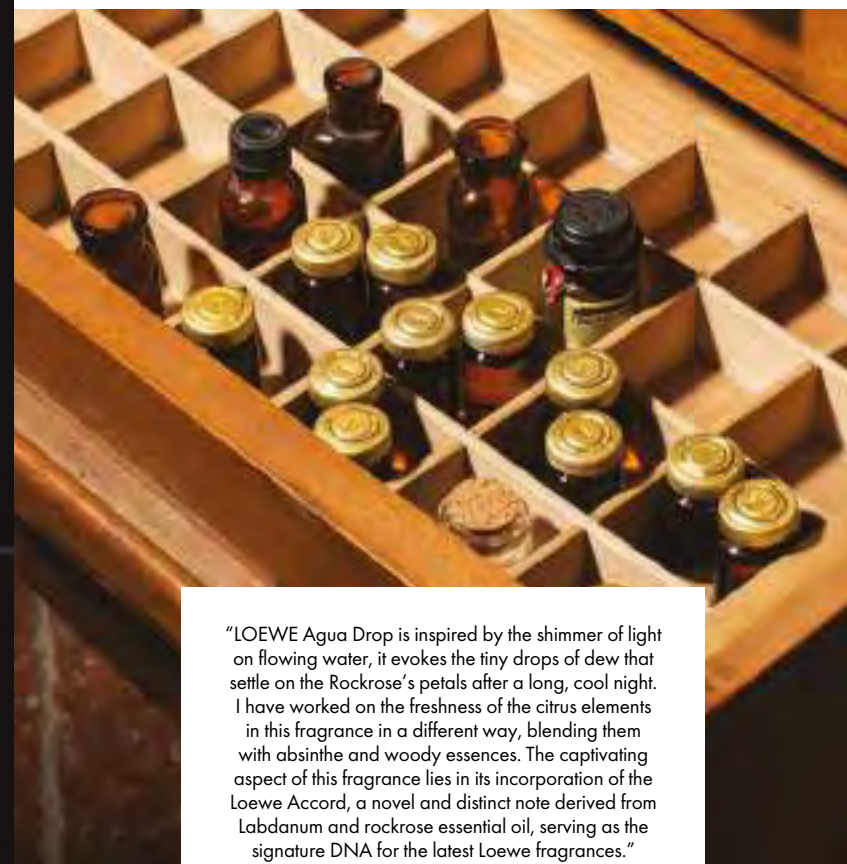 “LOEWE Agua Drop is inspired by the shimmer of light
on flowing water, it evokes the tiny drops of dew that
settle on the Rockrose’s petals after a long, cool night.
I have worked on the freshness of the citrus elements
in this fragrance in a different way, blending them
with absinthe and woody essences. The captivating
aspect of this fragrance lies in its incorporation of the
Loewe Accord, a novel and distinct note derived from
Labdanum and rockrose essential oil, serving as the
signature DNA for the latest Loewe fragrances.”